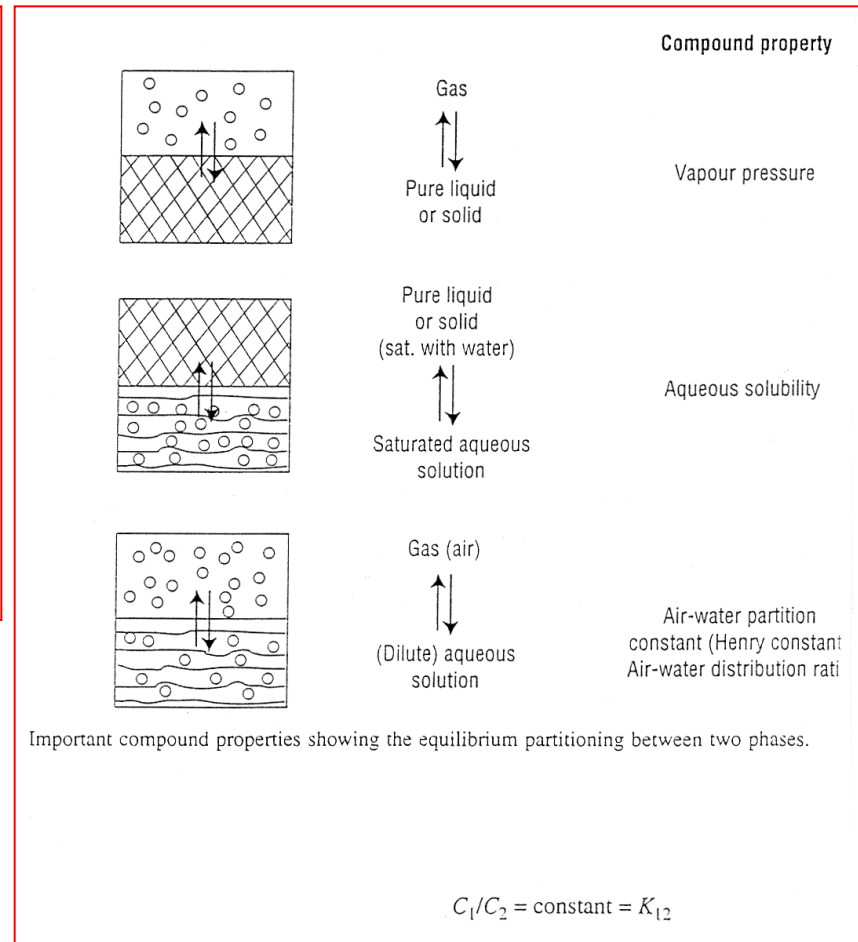 Compound property
Gas
Pure liquid
or solid
Vapour pressure
Pure liquid
or solid
(sat. with water)
Saturated aqueous
solution
Aqueous solubility
Gas (air)
(Dilute) aqueous
solution
Air-water partition
constant (Henry constant
Air-water distribution rati
Important compound properties showing the equilibrium partitioning between two phases.
C₁/C₂ = constant = K₁₂